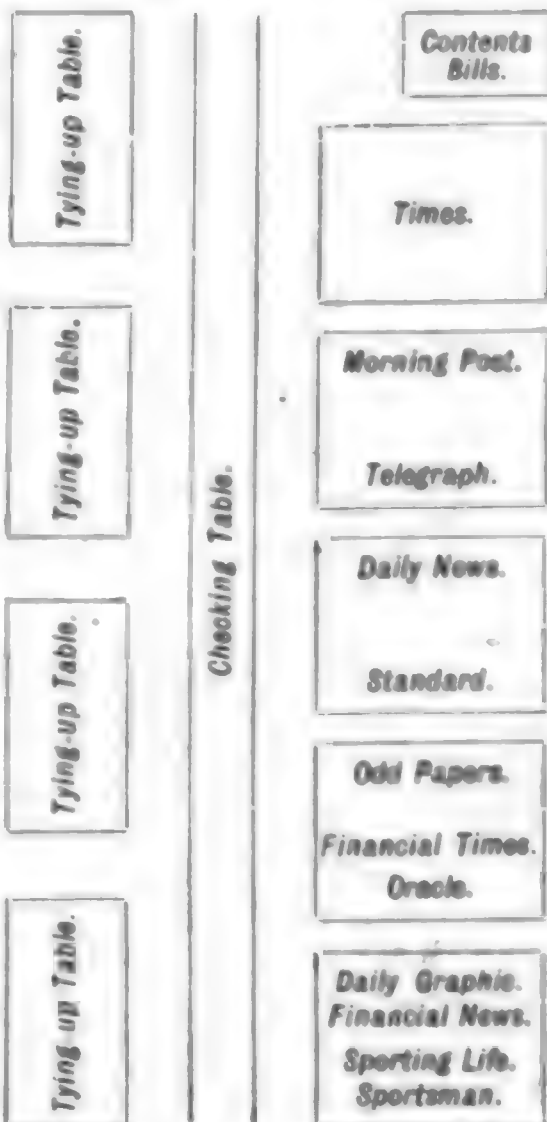 Tying-up Table.
Tying-up Table.
Tying-up Table.
Tying up Table.
Checking Table.
Contents
Bills.
Times.
Morning Post.
Telegraph.
Daily News.
Standard.
Odd Papers.
Financial Times.
Oracle.
Daily Graphic.
Financial News.
Sporting Life.
Sportsman.